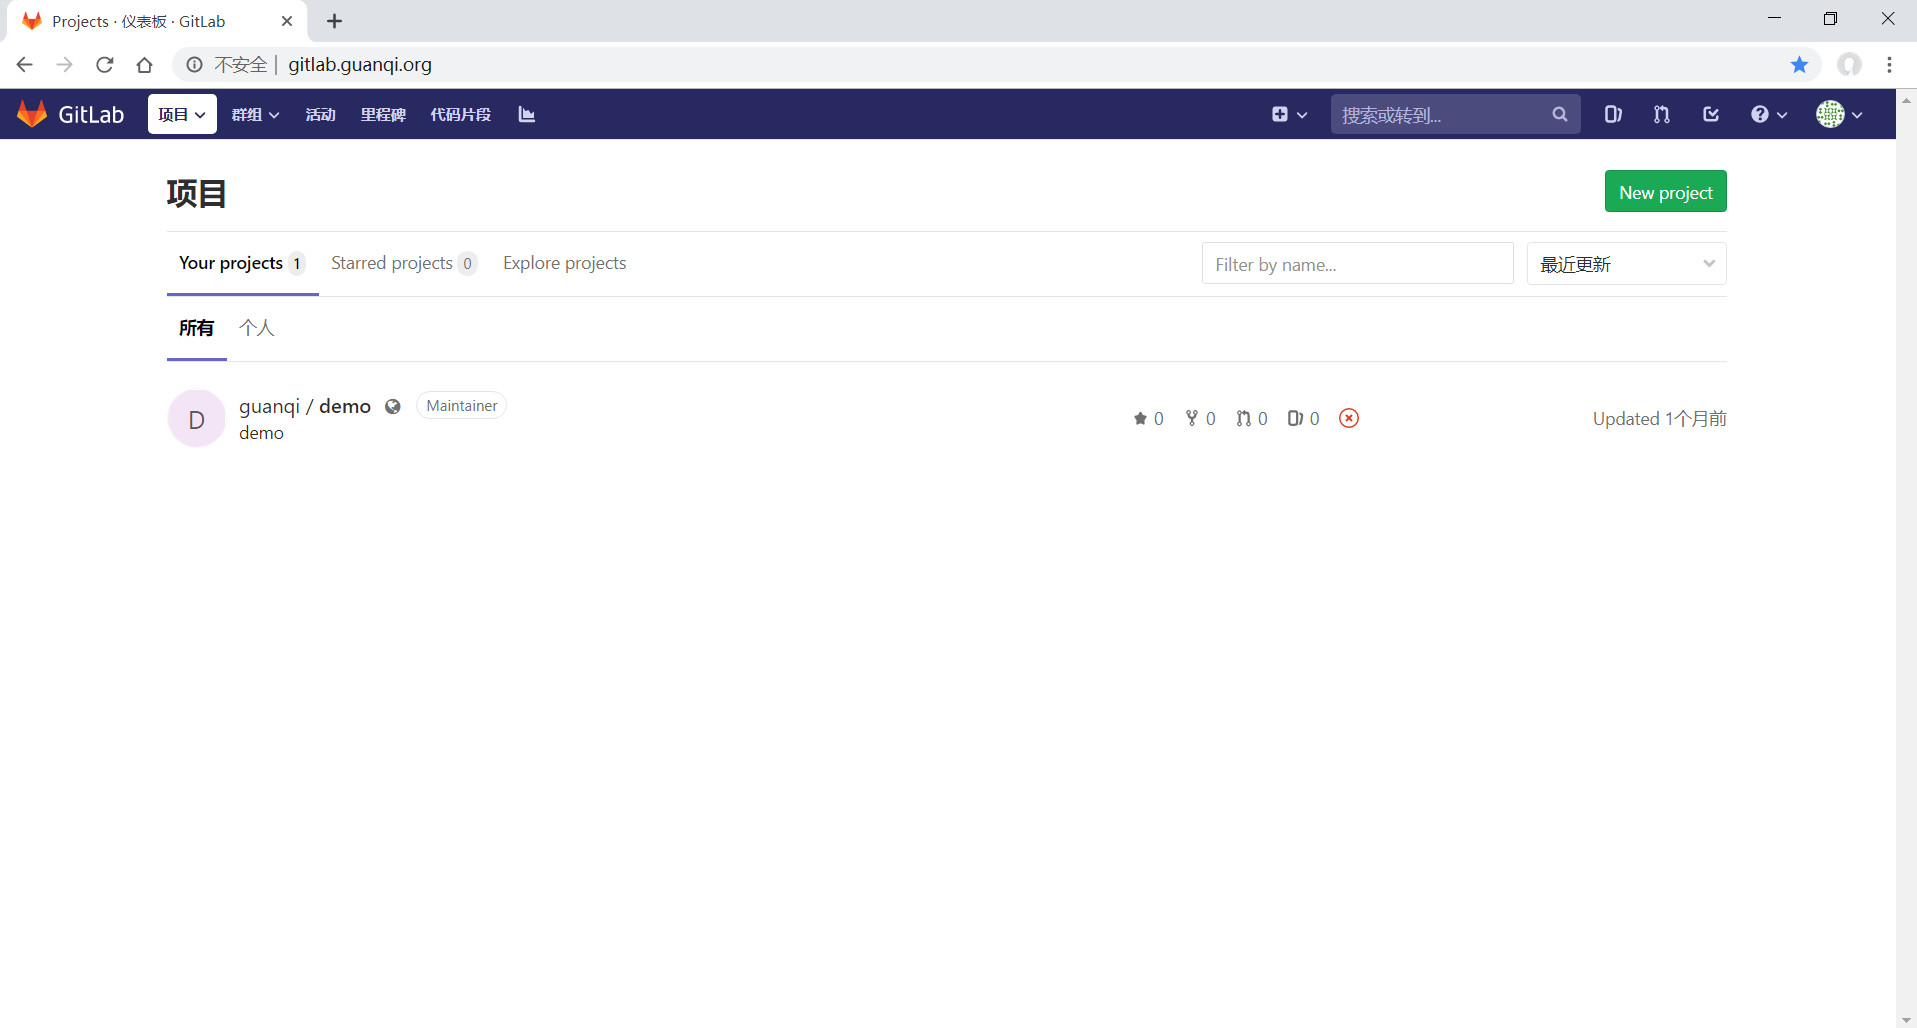 Projects · 仪表板 · GitLab
不安全 | gitlab.guanqi.org
GitLab 项目 群组 活动 里程碑 代码片段 搜索或转到...
项目 New project
Your projects 1 Starred projects 0 Explore projects Filter by name... 最近更新
所有 个人
D guanqi / demo Maintainer
demo
0 0 0 0 Updated 1个月前